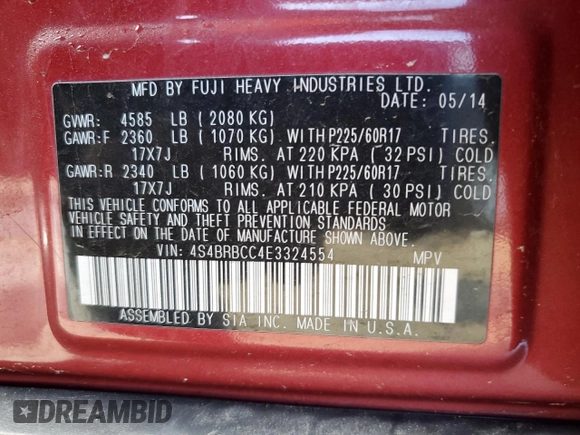 MFD BY FUJI HEAVY INDUSTRIES LTD.
DATE: 05/14
GVWR: 4585 LB (2080 KG)
GAWR:F 2360 LB (1070 KG) WITH P225/60R17 TIRES.
17X7J RIMS. AT 220 KPA (32 PSI) COLD
GAWR:R 2340 LB (1060 KG) WITH P225/60R17 TIRES.
17X7J RIMS. AT 210 KPA (30 PSI) COLD
THIS VEHICLE CONFORMS TO ALL APPLICABLE FEDERAL MOTOR
VEHICLE SAFETY AND THEFT PREVENTION STANDARDS
IN EFFECT ON THE DATE OF MANUFACTURE SHOWN ABOVE.
VIN: 4S4BRBCC4E3324554 MPV
ASSEMBLED BY SIA INC. MADE IN U.S.A.
DREAMBID